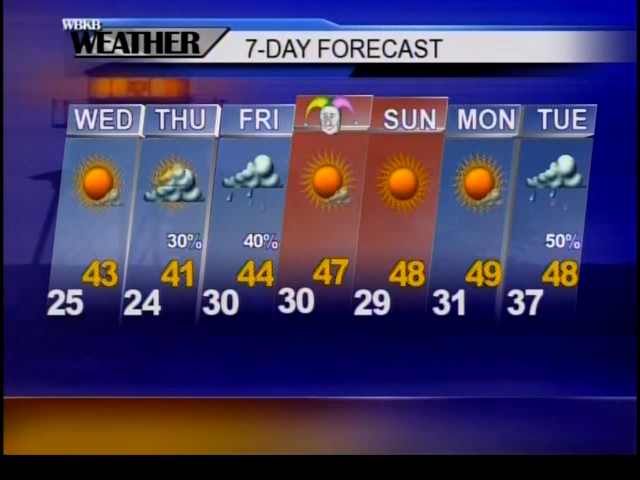 WBKB
WEATHER
7-DAY FORECAST
WED THU FRI SUN MON TUE
30% 40% 50%
43 41 44 47 48 49 48
25 24 30 30 29 31 37